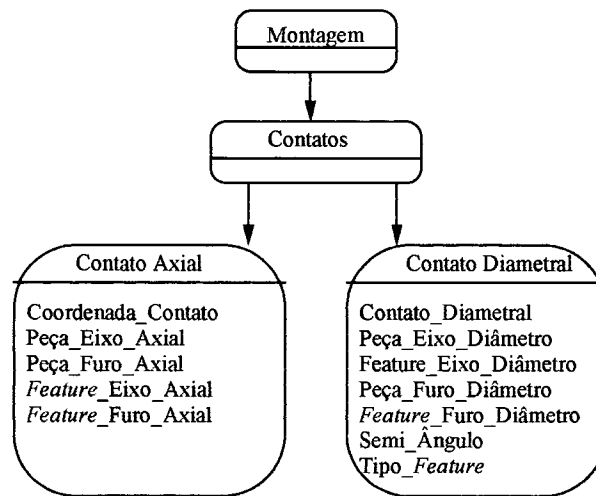 Montagem
Contatos
Contato Axial
Coordenada_Contato
Peça_Eixo_Axial
Peça_Furo_Axial
Feature_Eixo_Axial
Feature_Furo_Axial
Contato Diametral
Contato_Diametral
Peça_Eixo_Diâmetro
Feature_Eixo_Diâmetro
Peça_Furo_Diâmetro
Feature_Furo_Diâmetro
Semi_Ângulo
Tipo_Feature